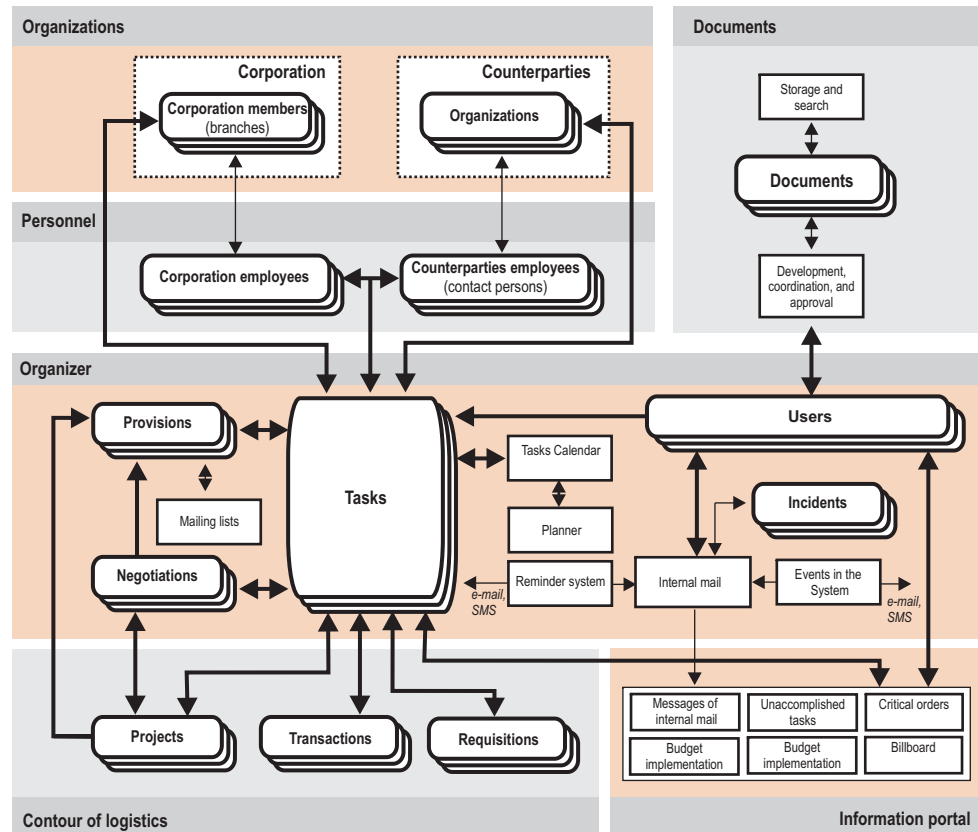 Organizations
Corporation
Corporation members
(branches)
Counterparties
Organizations
Personnel
Corporation employees
Counterparties employees
(contact persons)
Documents
Storage and
search
Documents
Development,
coordination, and
approval
Organizer
Provisions
Mailing lists
Negotiations
Tasks
Tasks Calendar
Planner
Reminder system
e-mail,
SMS
Users
Incidents
Internal mail
Events in the
System
e-mail,
SMS
Projects
Transactions
Requisitions
Contour of logistics
Messages of
internal mail
Unaccomplished
tasks
Critical orders
Budget
implementation
Budget
implementation
Billboard
Information portal